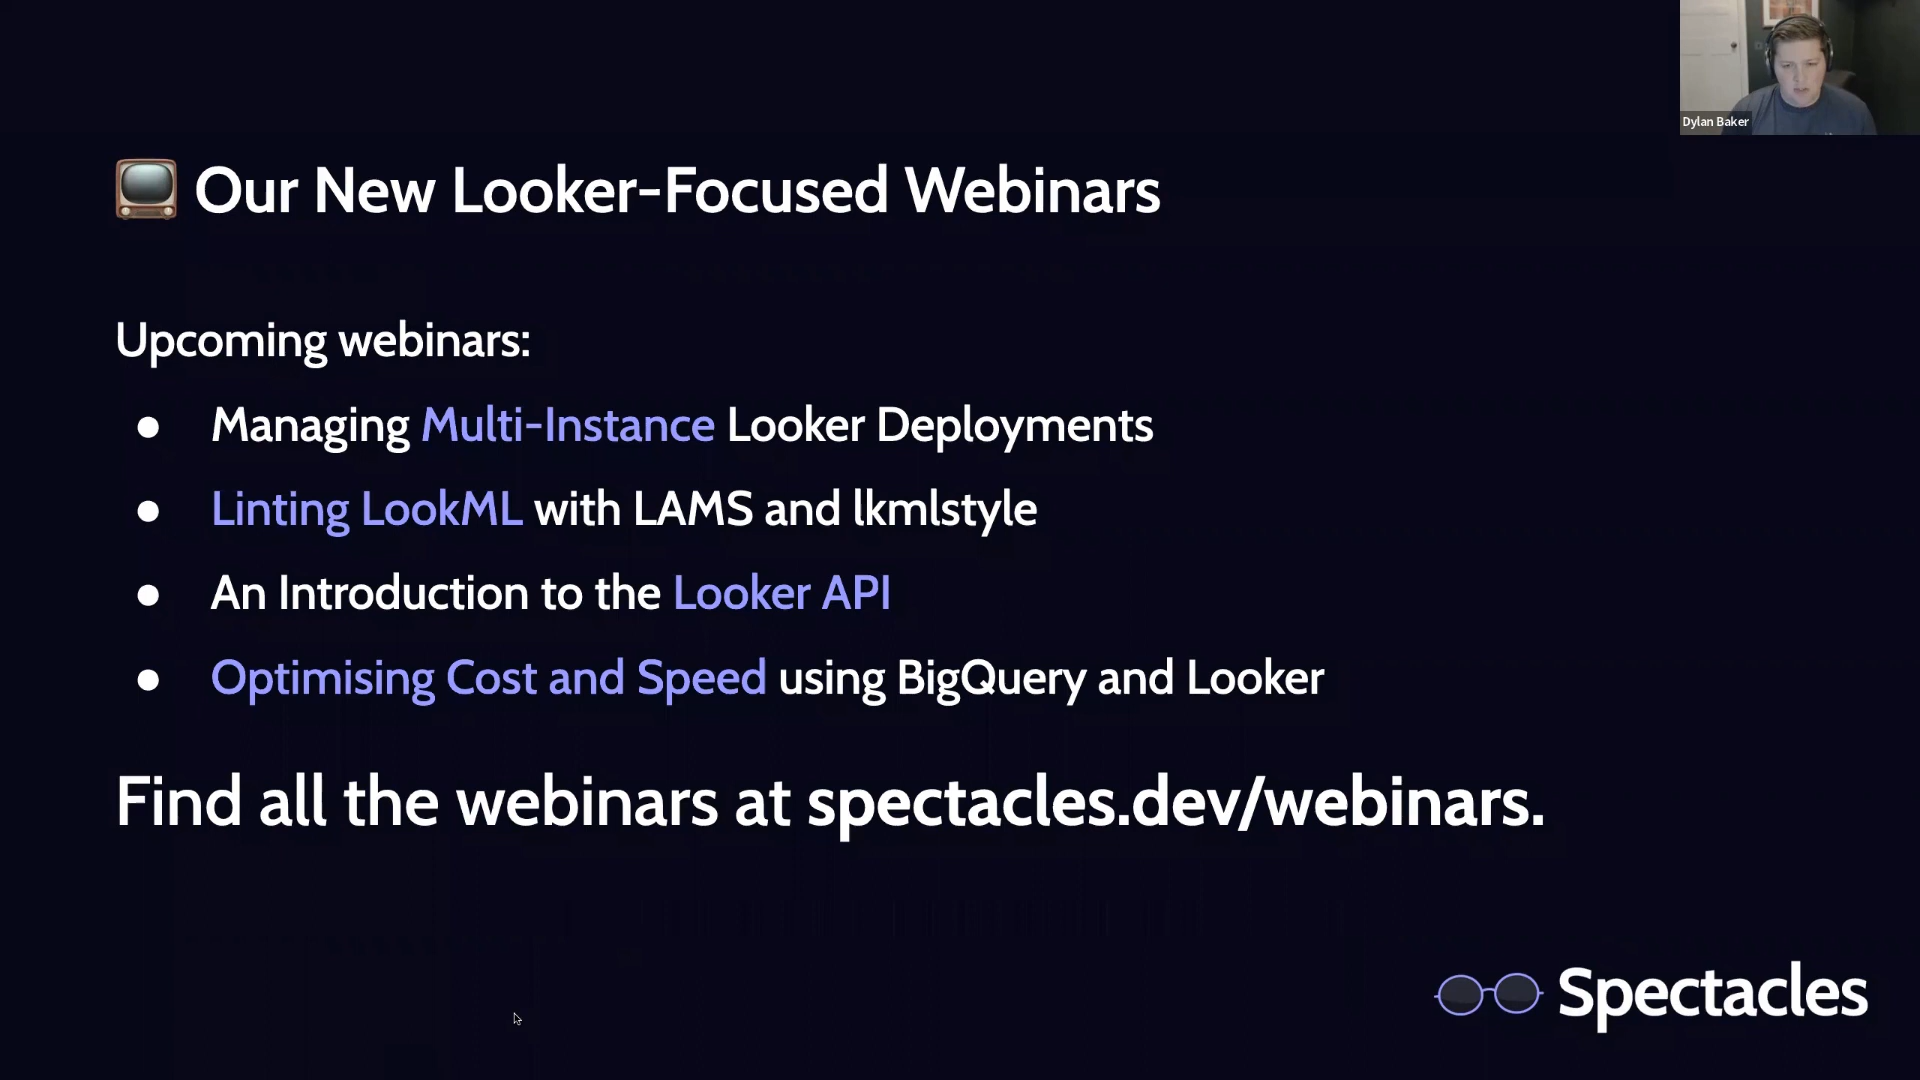 Dylan Baker
Our New Looker-Focused Webinars
Upcoming webinars:
● Managing Multi-Instance Looker Deployments
● Linting LookML with LAMS and lkmlstyle
● An Introduction to the Looker API
● Optimising Cost and Speed using BigQuery and Looker
Find all the webinars at spectacles.dev/webinars.
Spectacles